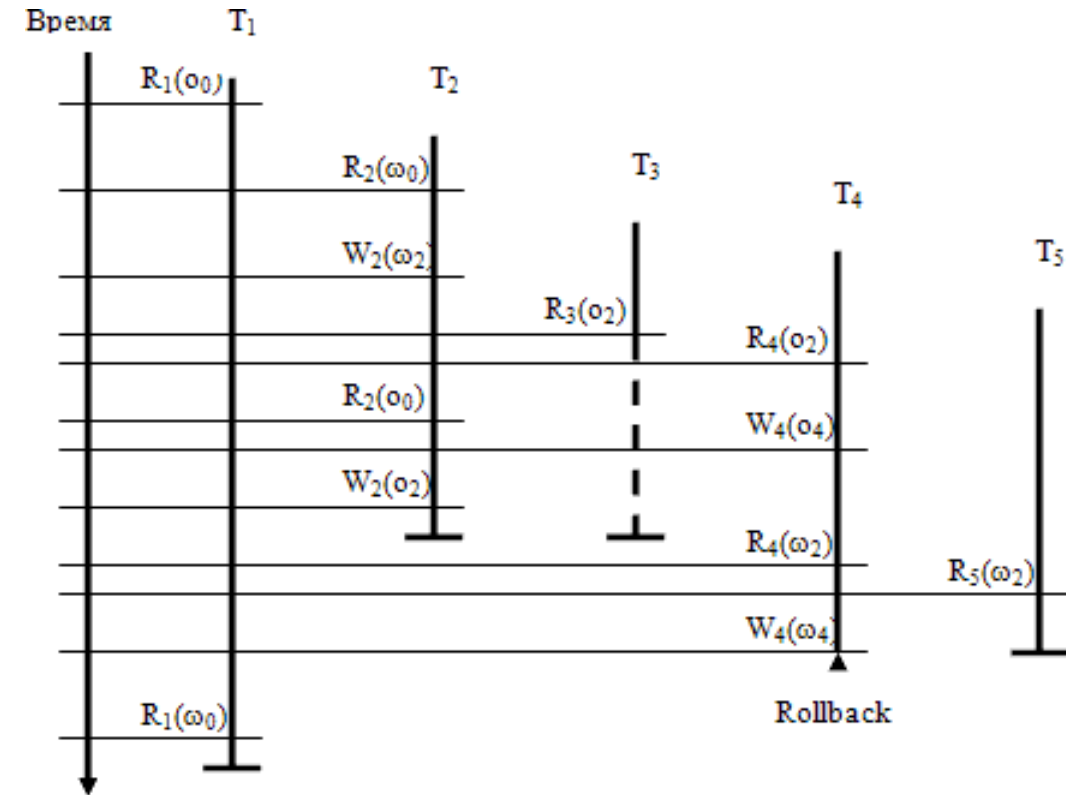 Время T₁
R₁(o₀) T₂
R₂(ω₀) T₃
T₄
W₂(ω₂) T₅
R₃(o₂)
R₄(o₂)
R₂(o₀)
W₄(o₄)
W₂(o₂)
R₄(ω₂)
R₅(ω₂)
W₄(ω₄)
R₁(ω₀) Rollback